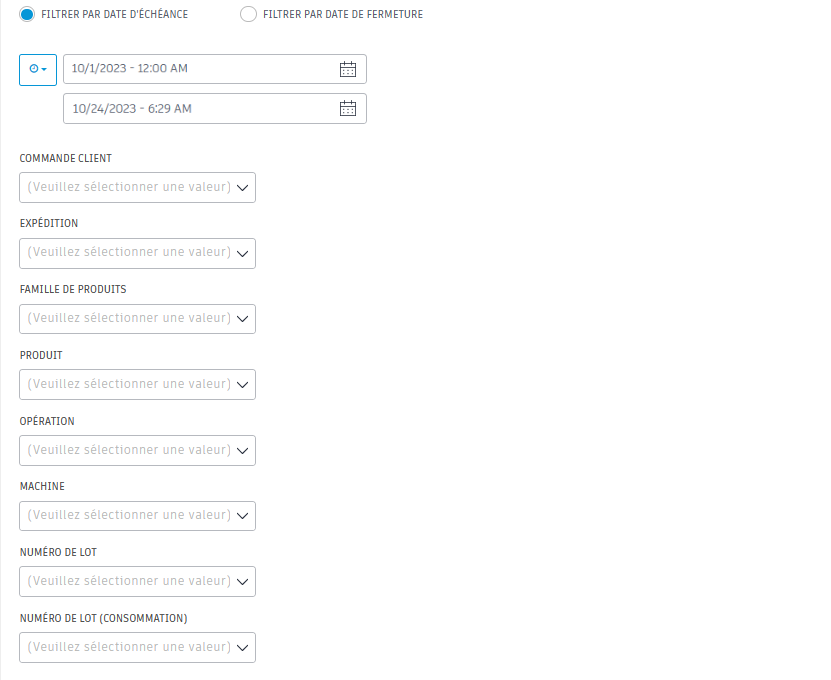 FILTRER PAR DATE D'ÉCHÉANCE FILTRER PAR DATE DE FERMETURE
10/1/2023 - 12:00 AM
10/24/2023 - 6:29 AM
COMMANDE CLIENT
(Veuillez sélectionner une valeur)
EXPÉDITION
(Veuillez sélectionner une valeur)
FAMILLE DE PRODUITS
(Veuillez sélectionner une valeur)
PRODUIT
(Veuillez sélectionner une valeur)
OPÉRATION
(Veuillez sélectionner une valeur)
MACHINE
(Veuillez sélectionner une valeur)
NUMÉRO DE LOT
(Veuillez sélectionner une valeur)
NUMÉRO DE LOT (CONSOMMATION)
(Veuillez sélectionner une valeur)